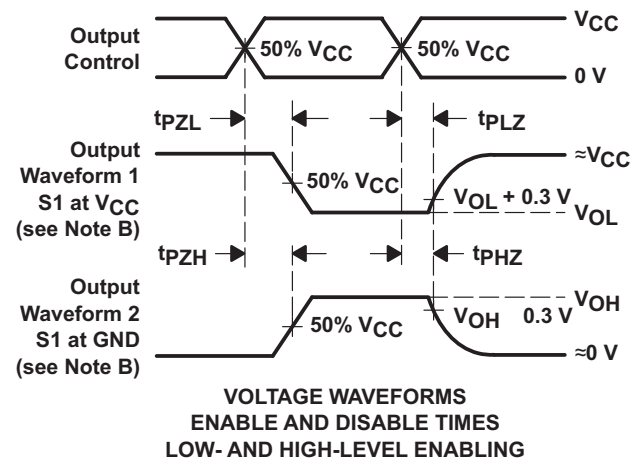 Output
Control
50% VCC
50% VCC
VCC
0 V
tPZL
tPLZ
Output
Waveform 1
S1 at VCC
(see Note B)
50% VCC
≈VCC
VOL + 0.3 V
VOL
tPZH
tPHZ
Output
Waveform 2
S1 at GND
(see Note B)
50% VCC
VOH
VOH 0.3 V
≈0 V
VOLTAGE WAVEFORMS
ENABLE AND DISABLE TIMES
LOW- AND HIGH-LEVEL ENABLING